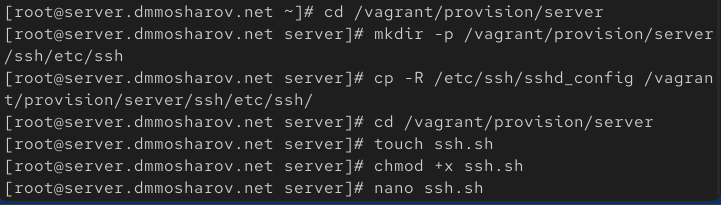 [root@server.dmmosharov.net ~]# cd /vagrant/provision/server
[root@server.dmmosharov.net server]# mkdir -p /vagrant/provision/server
/ssh/etc/ssh
[root@server.dmmosharov.net server]# cp -R /etc/ssh/sshd_config /vagran
t/provision/server/ssh/etc/ssh/
[root@server.dmmosharov.net server]# cd /vagrant/provision/server
[root@server.dmmosharov.net server]# touch ssh.sh
[root@server.dmmosharov.net server]# chmod +x ssh.sh
[root@server.dmmosharov.net server]# nano ssh.sh